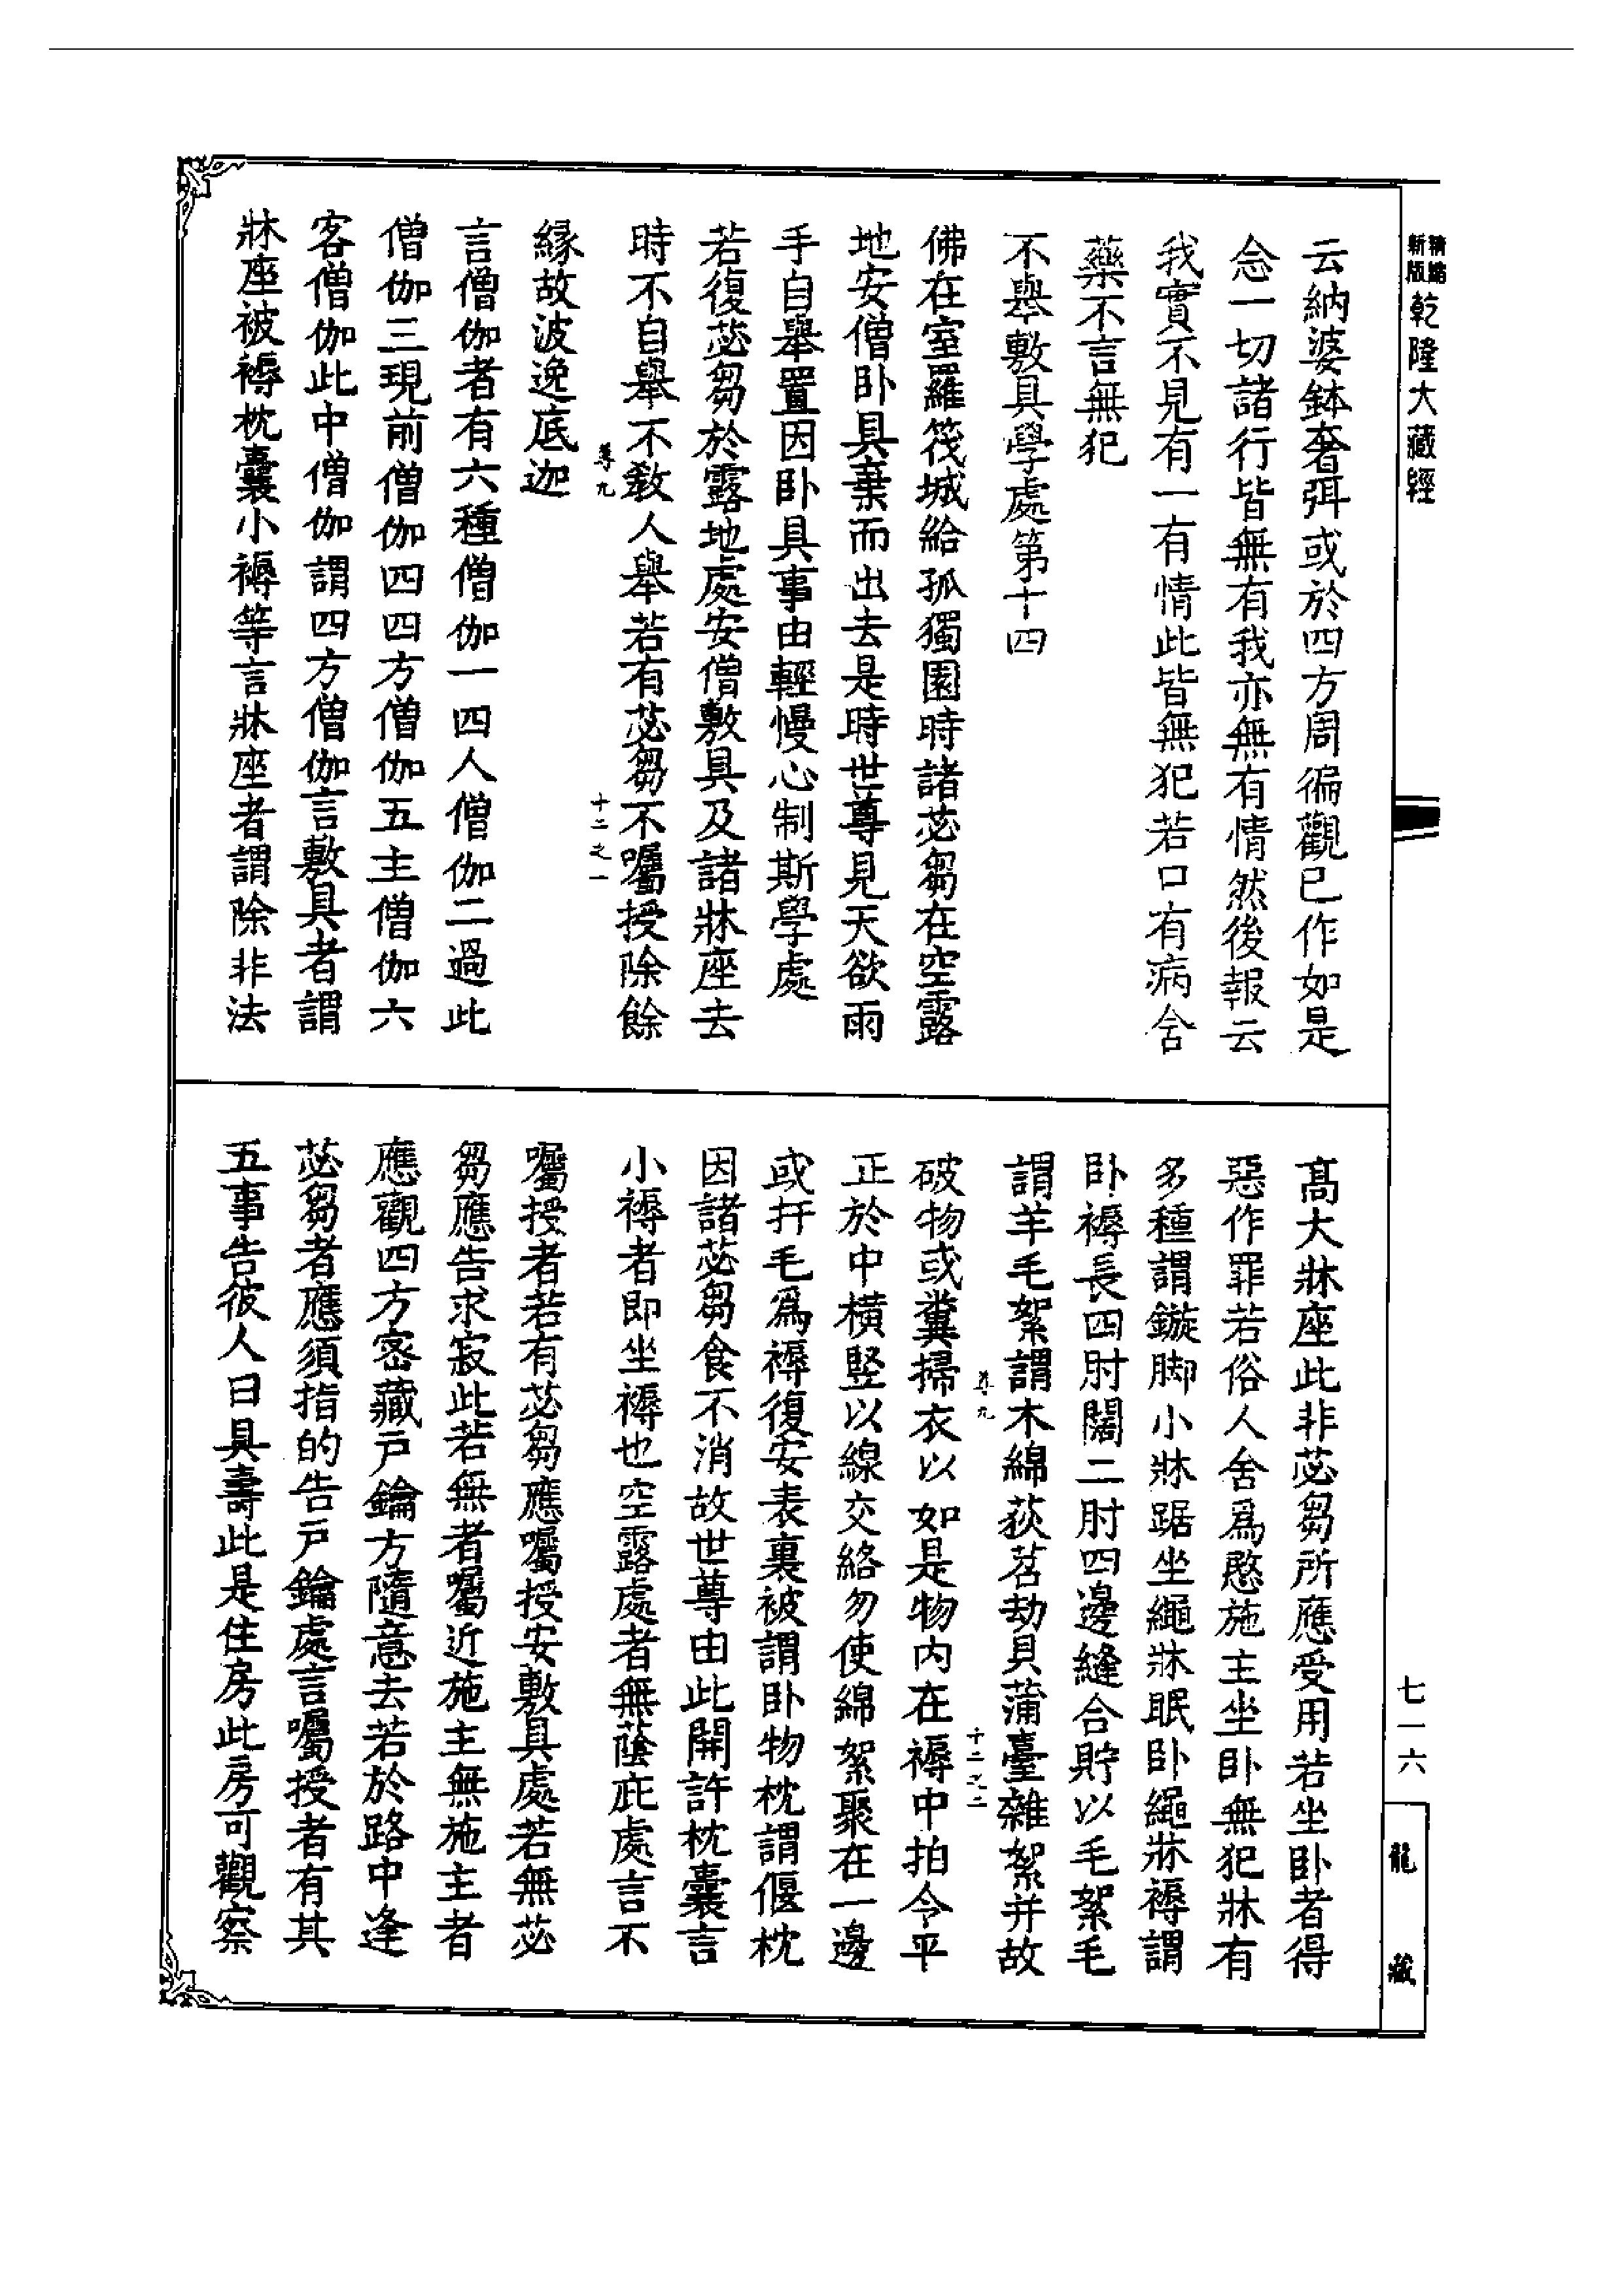 精縮新版乾隆大藏經
云納婆鉢奢弭或於四方周徧觀已作如是
念一切諸行皆無有我亦無有情然後報云
我實不見有一有情此皆無犯若口有病含
藥不言無犯
不舉敷具學處第十四
佛在室羅筏城給孤獨園時諸苾芻在空露
地安僧卧具棄而出去是時世尊見天欲雨
手自舉置因卧具事由輕慢心制斯學處
若復苾芻於露地處安僧敷具及諸牀座去
時不自舉不敎人舉若有苾芻不囑授除餘
尊九
十二之一
緣故波逸底迦
言僧伽者有六種僧伽一四人僧伽二過此
僧伽三現前僧伽四四方僧伽五主僧伽六
客僧伽此中僧伽謂四方僧伽言敷具者謂
牀座被褥枕囊小褥等言牀座者謂除非法
高大牀座此非苾芻所應受用若坐卧者得
惡作罪若俗人舍爲愍施主坐卧無犯牀有
多種謂鏇脚小牀踞坐繩牀眠卧繩牀褥謂
卧褥長四肘闊二肘四邊縫合貯以毛絮毛
謂羊毛絮謂木綿荻苕劫貝蒲臺雜絮并故
尊九
十二之二
破物或糞掃衣以如是物内在褥中拍令平
正於中橫竪以線交絡勿使綿絮聚在一邊
或扞毛爲褥復安表裏被謂卧物枕謂偃枕
因諸苾芻食不消故世尊由此開許枕囊言
小褥者即坐褥也空露處者無蔭庇處言不
囑授者若有苾芻應囑授安敷具處若無苾
芻應告求寂此若無者囑近施主無施主者
應觀四方密藏戸鑰方隨意去若於路中逢
苾芻者應須指的告戸鑰處言囑授者有其
五事告彼人曰具壽此是住房此房可觀察
七一六
龍藏